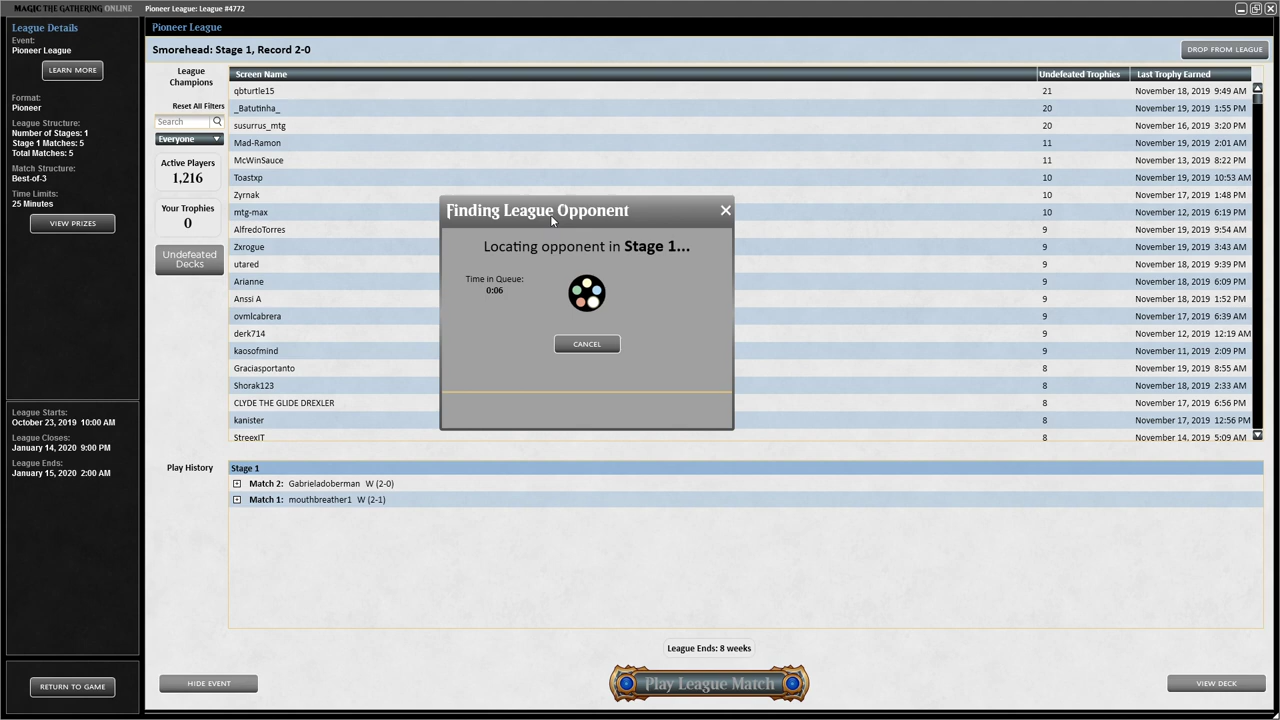 MAGIC THE GATHERING ONLINE
Pioneer League: League #4772
League Details
Event:
Pioneer League
LEARN MORE
Format:
Pioneer
League Structure:
Number of Stages: 1
Stage 1 Matches: 5
Total Matches: 5
Match Structure:
Best-of-3
Time Limits:
25 Minutes
VIEW PRIZES
League Starts:
October 23, 2019 10:00 AM
League Closes:
January 14, 2020 9:00 PM
League Ends:
January 15, 2020 2:00 AM
RETURN TO GAME
Pioneer League
Smorehead: Stage 1, Record 2-0
DROP FROM LEAGUE
League
Champions
Reset All Filters
Search
Everyone
Active Players
1,216
Your Trophies
0
Undefeated
Decks
Screen Name Undefeated Trophies Last Trophy Earned
qbturtle15 21 November 18, 2019 9:49 AM
_Batutinha_ 20 November 19, 2019 1:55 PM
susurrus_mtg 20 November 16, 2019 3:20 PM
Mad-Ramon 11 November 19, 2019 2:01 AM
McWinSauce 11 November 13, 2019 8:22 PM
Toastxp 10 November 19, 2019 10:53 AM
Zyrnak 10 November 17, 2019 1:48 PM
mtg-max 10 November 12, 2019 6:19 PM
AlfredoTorres 9 November 19, 2019 9:54 AM
Zxrogue 9 November 19, 2019 3:43 AM
utared 9 November 18, 2019 9:39 PM
Arianne 9 November 18, 2019 6:09 PM
Anssi A 9 November 18, 2019 1:52 PM
ovmlcabrera 9 November 17, 2019 6:39 AM
derk714 9 November 12, 2019 12:19 AM
kaosofmind 9 November 11, 2019 2:09 PM
Graciasportanto 8 November 19, 2019 8:55 AM
Shorak123 8 November 18, 2019 2:33 AM
CLYDE THE GLIDE DREXLER 8 November 17, 2019 6:56 PM
kanister 8 November 17, 2019 12:56 PM
StreexIT 8 November 14, 2019 5:09 AM
Finding League Opponent
Locating opponent in Stage 1...
Time in Queue:
0:06
CANCEL
Play History
Stage 1
Match 2: Gabrieladoberman W (2-0)
Match 1: mouthbreather1 W (2-1)
League Ends: 8 weeks
HIDE EVENT
Play League Match
VIEW DECK